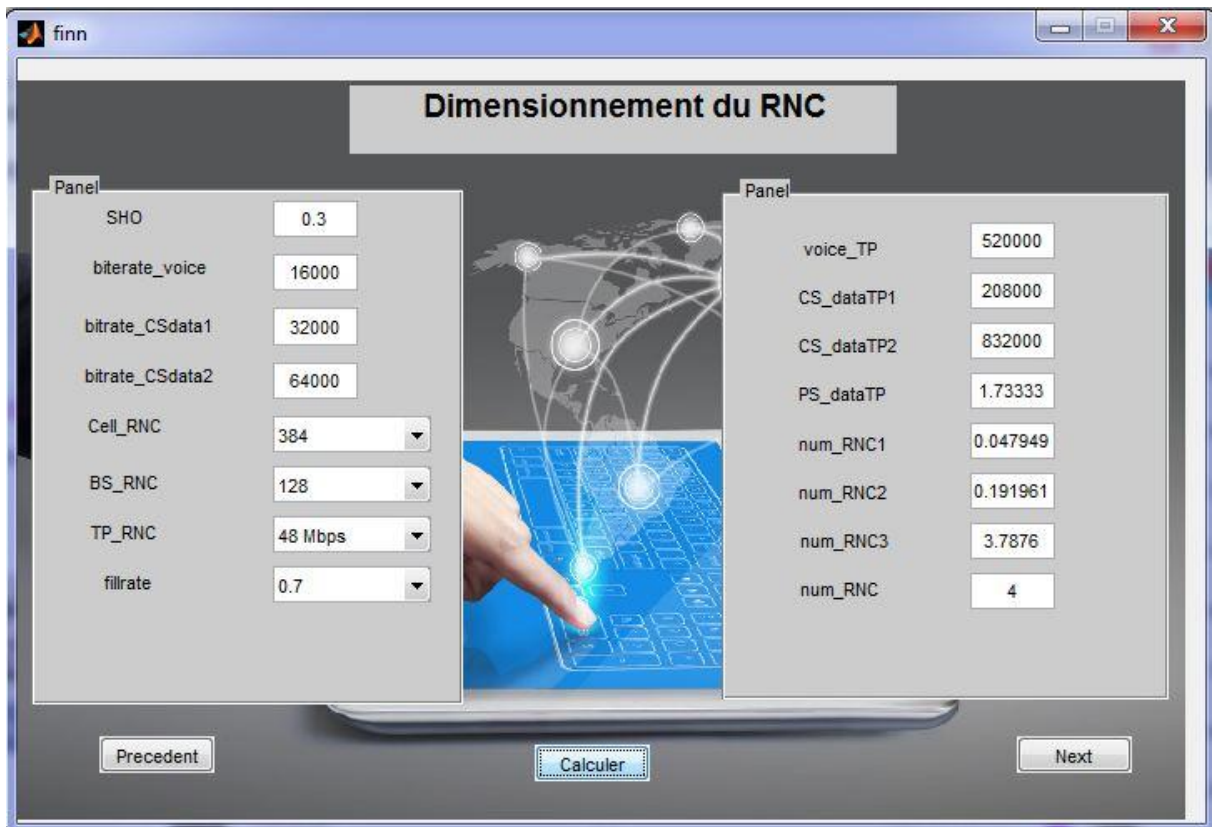 finn
Dimensionnement du RNC
Panel
SHO 0.3
biterate_voice 16000
bitrate_CSdata1 32000
bitrate_CSdata2 64000
Cell_RNC 384
BS_RNC 128
TP_RNC 48 Mbps
fillrate 0.7
Panel
voice_TP 520000
CS_dataTP1 208000
CS_dataTP2 832000
PS_dataTP 1.73333
num_RNC1 0.047949
num_RNC2 0.191961
num_RNC3 3.7876
num_RNC 4
Precedent
Calculer
Next